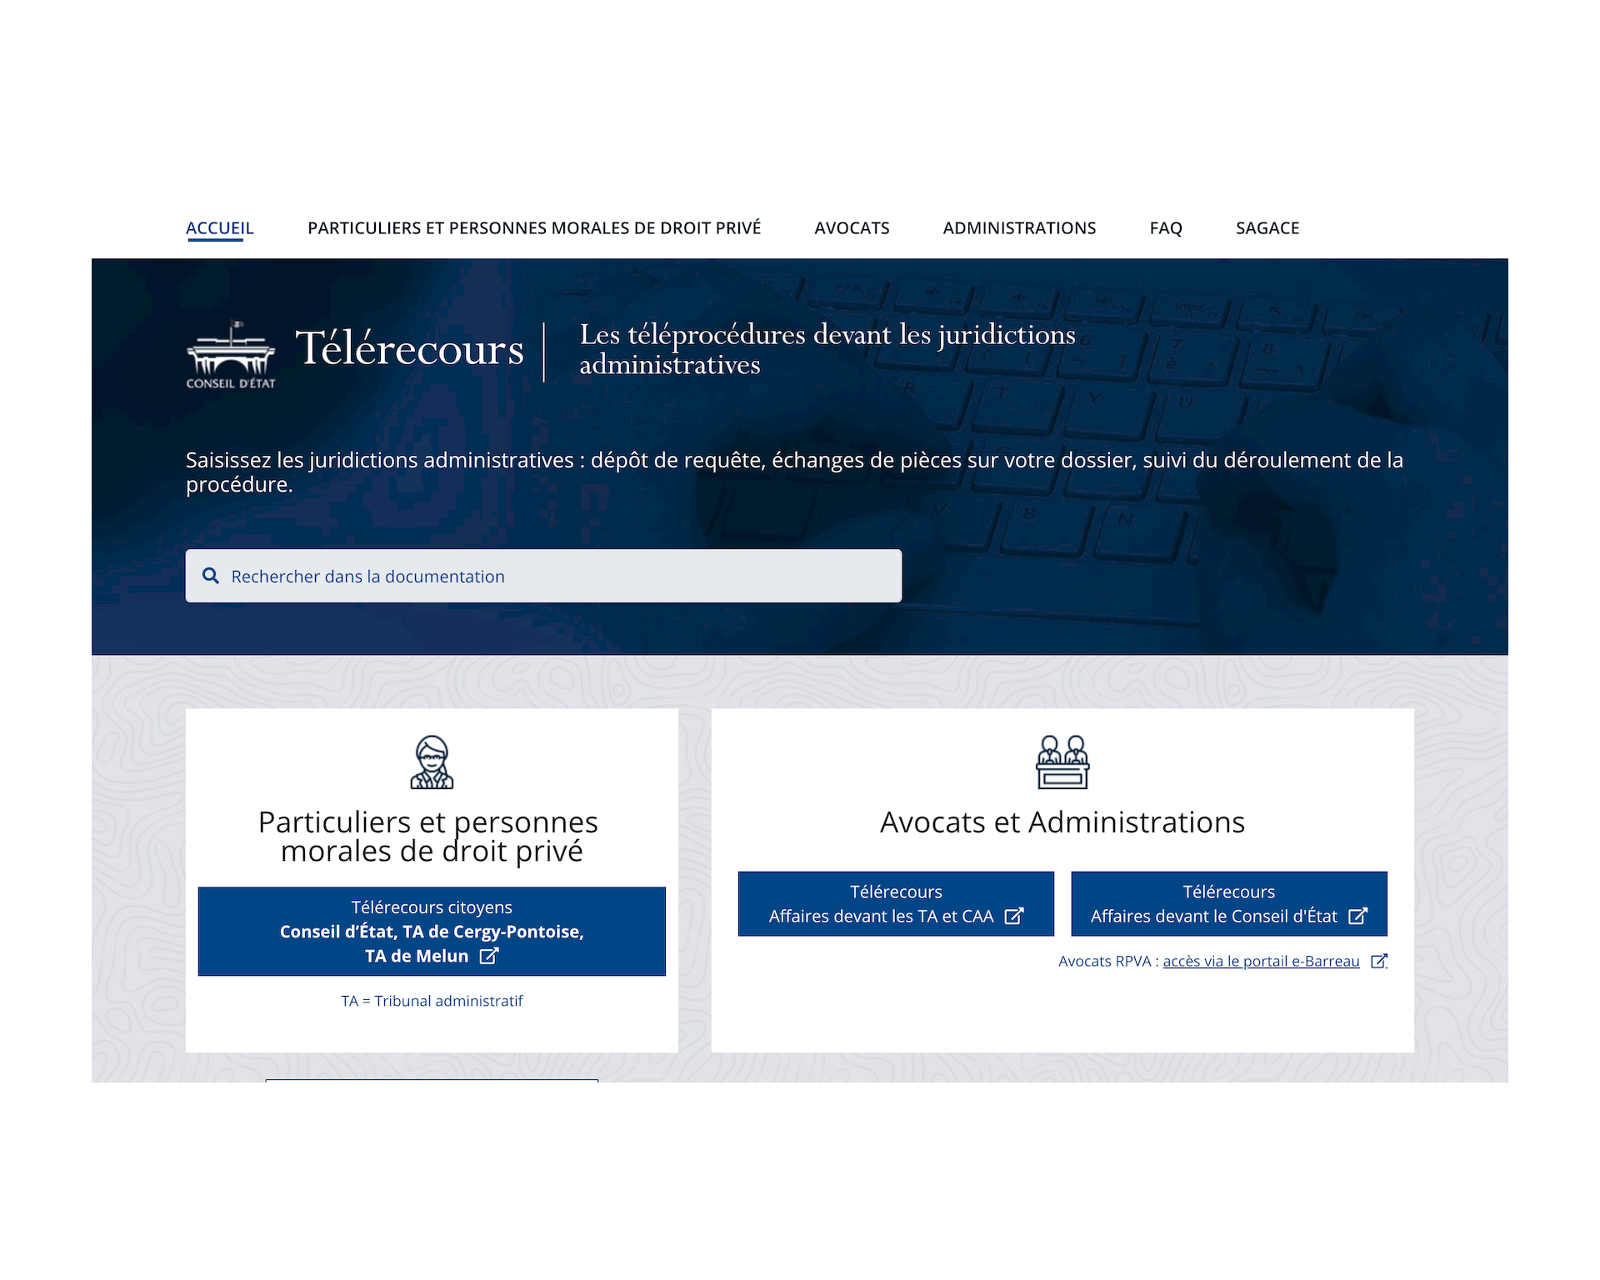 ACCUEIL PARTICULIERS ET PERSONNES MORALES DE DROIT PRIVÉ AVOCATS ADMINISTRATIONS FAQ SAGACE
CONSEIL D'ÉTAT
Télérecours
Les téléprocédures devant les juridictions
administratives
Saisissez les juridictions administratives : dépôt de requête, échanges de pièces sur votre dossier, suivi du déroulement de la
procédure.
Rechercher dans la documentation
Particuliers et personnes
morales de droit privé
Télérecours citoyens
Conseil d’État, TA de Cergy-Pontoise,
TA de Melun
TA = Tribunal administratif
Avocats et Administrations
Télérecours
Affaires devant les TA et CAA
Télérecours
Affaires devant le Conseil d'État
Avocats RPVA : accès via le portail e-Barreau